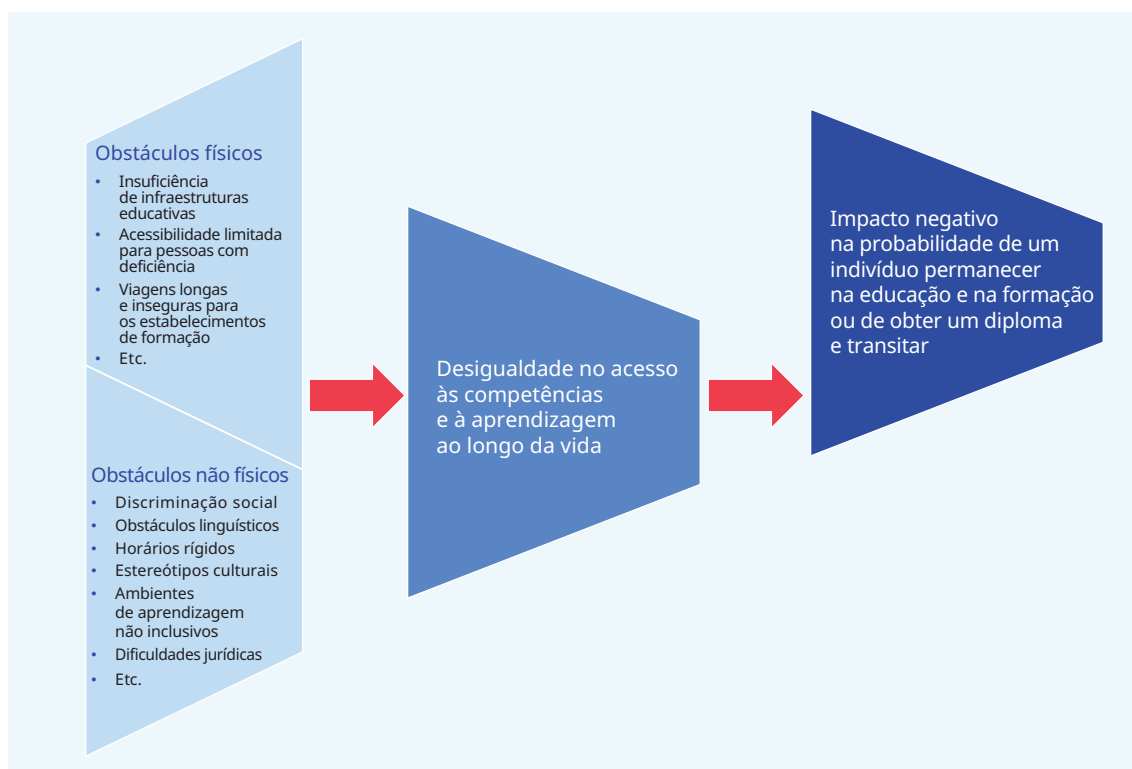 Obstáculos físicos
• Insuficiência
de infraestruturas
educativas
• Acessibilidade limitada
para pessoas com
deficiência
• Viagens longas
e inseguras para
os estabelecimentos
de formação
• Etc.
Obstáculos não físicos
• Discriminação social
• Obstáculos linguísticos
• Horários rígidos
• Estereótipos culturais
• Ambientes
de aprendizagem
não inclusivos
• Dificuldades jurídicas
• Etc.
Desigualdade no acesso
às competências
e à aprendizagem
ao longo da vida
Impacto negativo
na probabilidade de um
indivíduo permanecer
na educação e na formação
ou de obter um diploma
e transitar